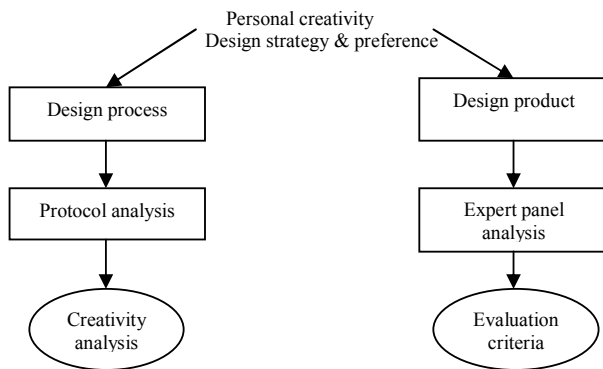 Personal creativity
Design strategy & preference
Design process
Design product
Protocol analysis
Expert panel
analysis
Creativity
analysis
Evaluation
criteria